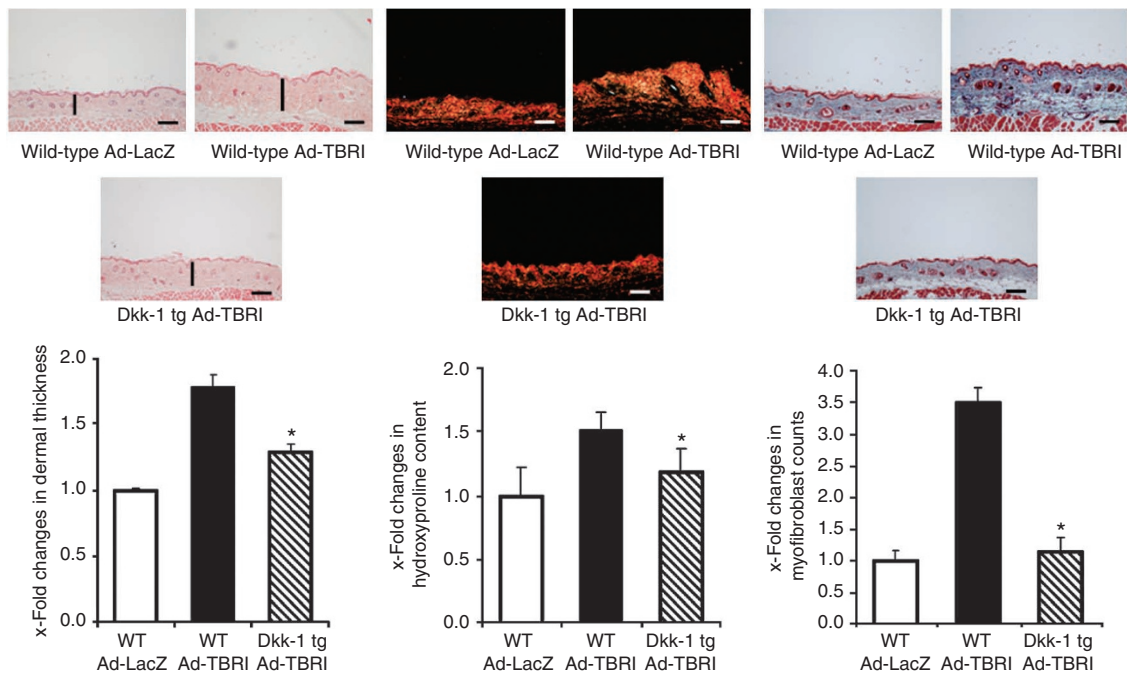 Wild-type Ad-LacZ
Wild-type Ad-TBRI
Wild-type Ad-LacZ
Wild-type Ad-TBRI
Wild-type Ad-LacZ
Wild-type Ad-TBRI
Dkk-1 tg Ad-TBRI
Dkk-1 tg Ad-TBRI
Dkk-1 tg Ad-TBRI
x-Fold changes in dermal thickness
2.0
1.5
1.0
0.5
0.0
*
WT
Ad-LacZ
WT
Ad-TBRI
Dkk-1 tg
Ad-TBRI
x-Fold changes in
hydroxyproline content
2.0
1.5
1.0
0.5
0.0
*
WT
Ad-LacZ
WT
Ad-TBRI
Dkk-1 tg
Ad-TBRI
x-Fold changes in
myofibroblast counts
4.0
3.5
3.0
2.5
2.0
1.5
1.0
0.5
0.0
*
WT
Ad-LacZ
WT
Ad-TBRI
Dkk-1 tg
Ad-TBRI